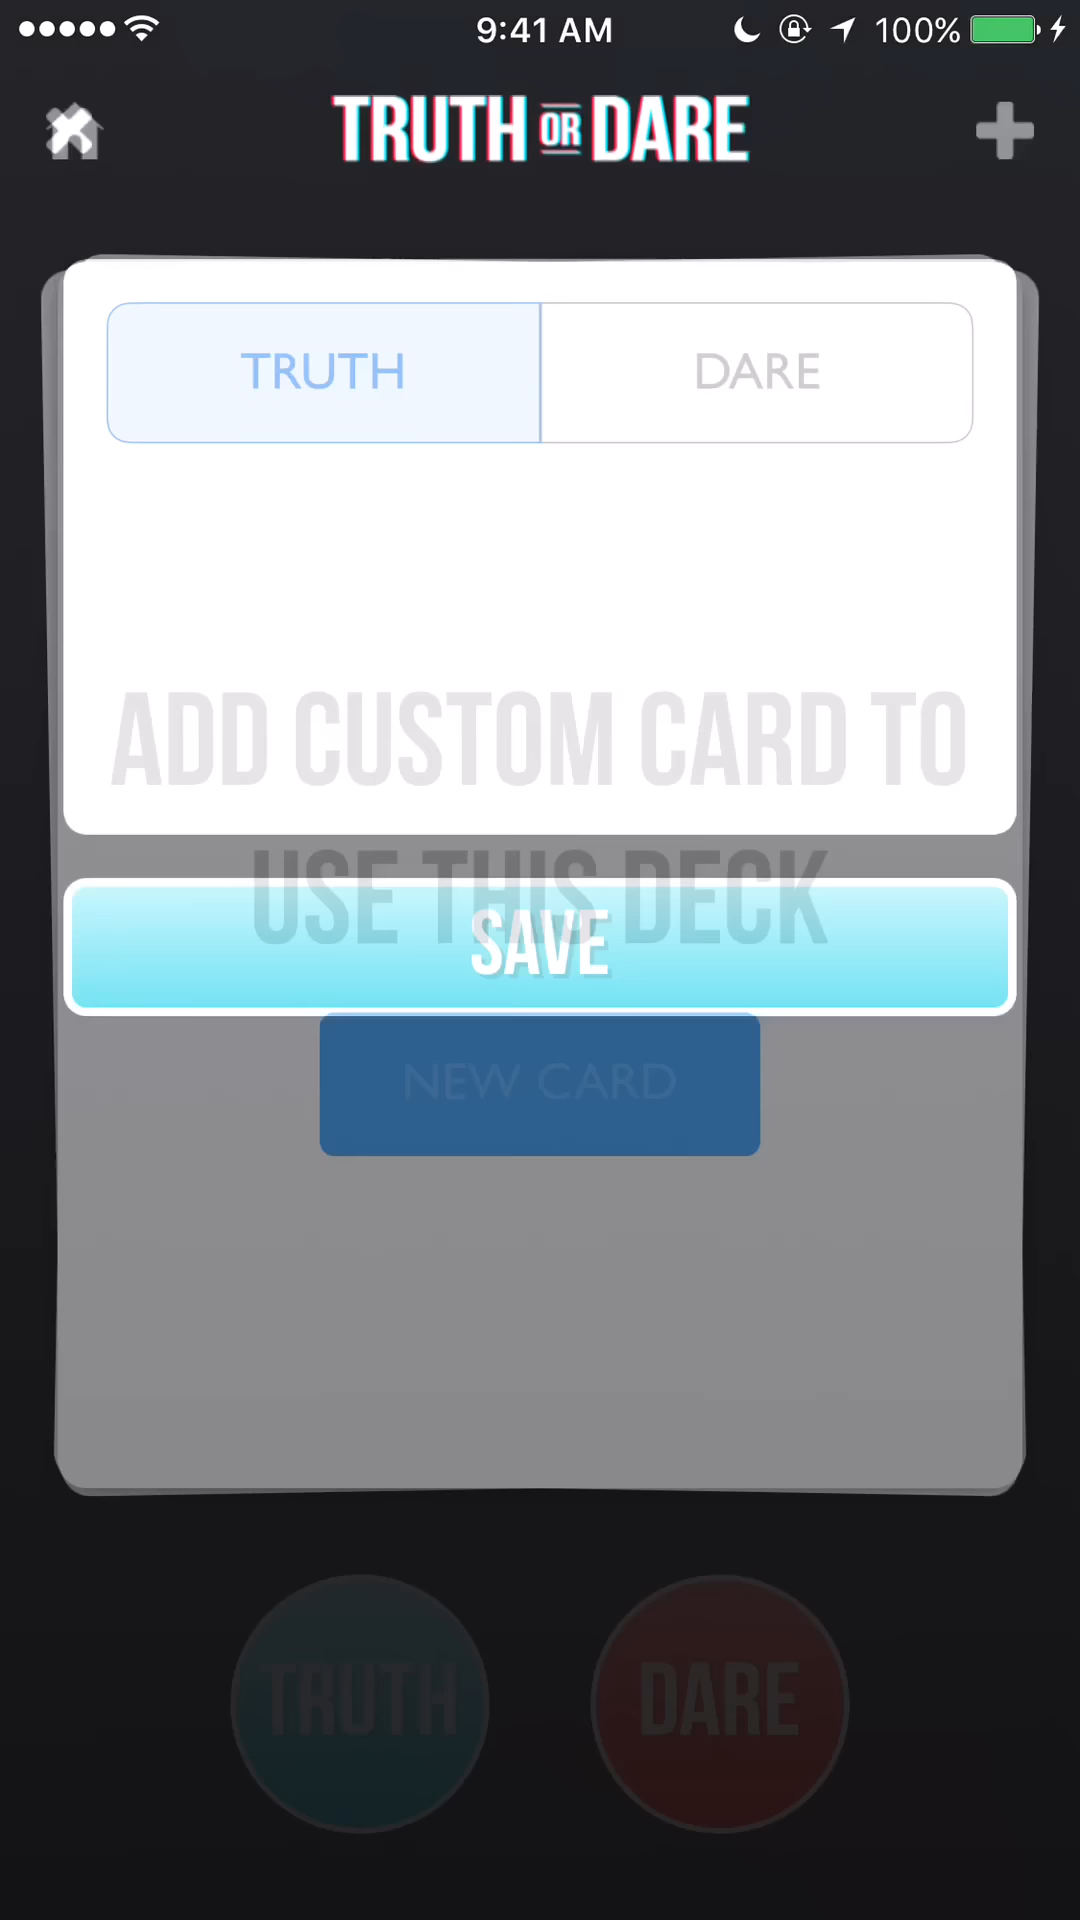 9:41 AM 100%
TRUTH OR DARE
TRUTH DARE
ADD CUSTOM CARD TO
USE THIS DECK
SAVE
NEW CARD
TRUTH DARE